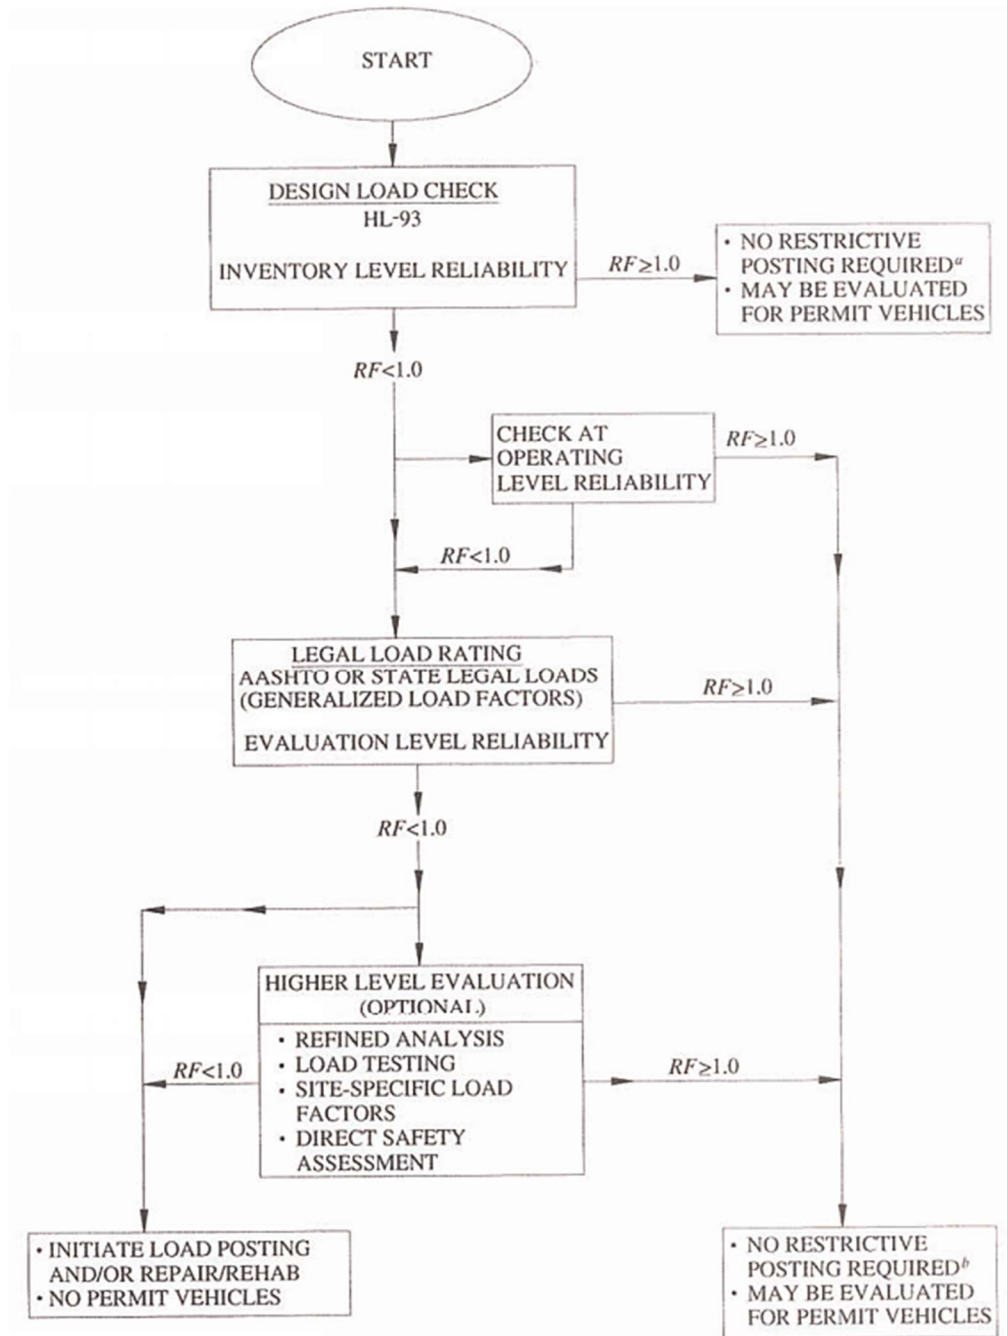 START
DESIGN LOAD CHECK
HL-93
INVENTORY LEVEL RELIABILITY
RF≥1.0
• NO RESTRICTIVE
POSTING REQUIREDᵃ
• MAY BE EVALUATED
FOR PERMIT VEHICLES
RF<1.0
CHECK AT
OPERATING
LEVEL RELIABILITY
RF≥1.0
RF<1.0
LEGAL LOAD RATING
AASHTO OR STATE LEGAL LOADS
(GENERALIZED LOAD FACTORS)
EVALUATION LEVEL RELIABILITY
RF≥1.0
RF<1.0
HIGHER LEVEL EVALUATION
(OPTIONAL)
• REFINED ANALYSIS
• LOAD TESTING
• SITE-SPECIFIC LOAD
FACTORS
• DIRECT SAFETY
ASSESSMENT
RF<1.0
RF≥1.0
• INITIATE LOAD POSTING
AND/OR REPAIR/REHAB
• NO PERMIT VEHICLES
• NO RESTRICTIVE
POSTING REQUIREDᵇ
• MAY BE EVALUATED
FOR PERMIT VEHICLES